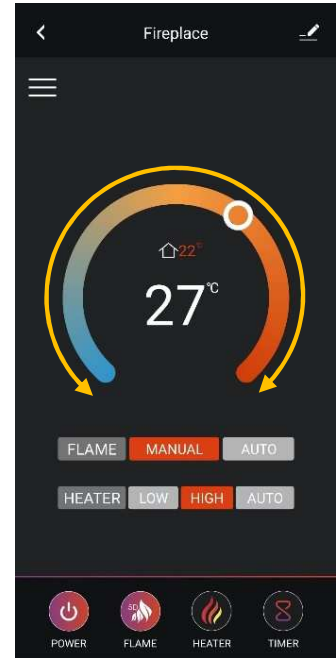 Fireplace
22°
27°C
FLAME MANUAL AUTO
HEATER LOW HIGH AUTO
3D
POWER FLAME HEATER TIMER